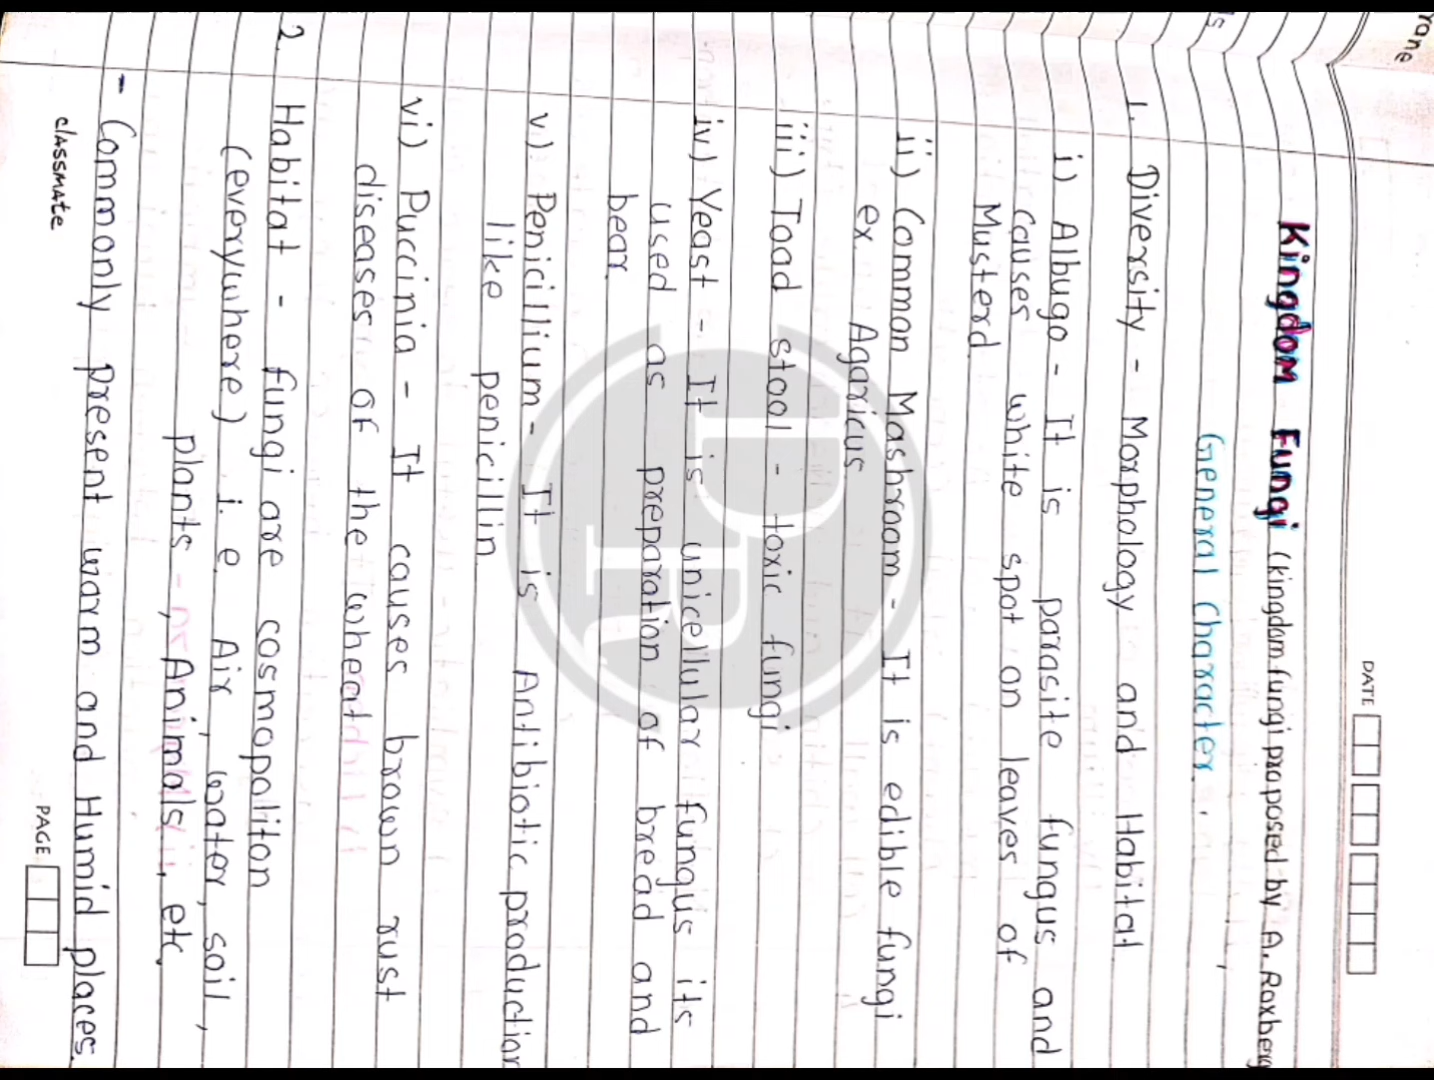 rane
ls
DATE
Kingdom Fungi (kingdom fungi proposed by A. Roxberg
General Character.
1. Diversity - Morphology and Habital
i) Albugo - It is parasite fungus and
causes white spot on leaves of
Musterd
ii) Common Mashroom - It is edible fungi
ex Agaricus
iii) Toad stool - toxic fungi
iv) Yeast - It is unicellular fungus its
used as preparation of bread and
bear
v) Penicillium - It is Antibiotic production
like penicillin
vi) Puccinia - It causes brown rust
diseases of the wheat
2. Habitat - fungi are cosmopoliton
(everywhere) i.e Air, water, soil,
plants, Animals, etc.
- Commonly present warm and Humid places.
classmate
PAGE
DR